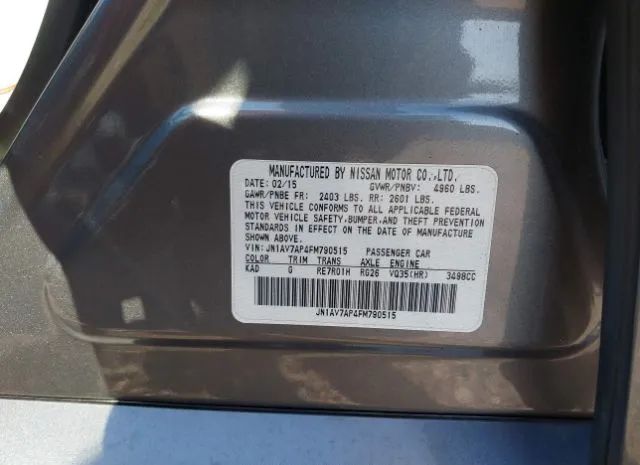 MANUFACTURED BY NISSAN MOTOR CO.,LTD.
DATE: 02/15 GVWR/PNBV: 4960 LBS.
GAWR/PNBE FR: 2403 LBS. RR: 2601 LBS.
THIS VEHICLE CONFORMS TO ALL APPLICABLE FEDERAL
MOTOR VEHICLE SAFETY,BUMPER,AND THEFT PREVENTION
STANDARDS IN EFFECT ON THE DATE OF MANUFACTURE
SHOWN ABOVE.
VIN:JN1AV7AP4FM790515 PASSENGER CAR
COLOR TRIM TRANS AXLE ENGINE
KAD G RE7R01H RG26 VQ35(HR) 3498CC
JN1AV7AP4FM790515